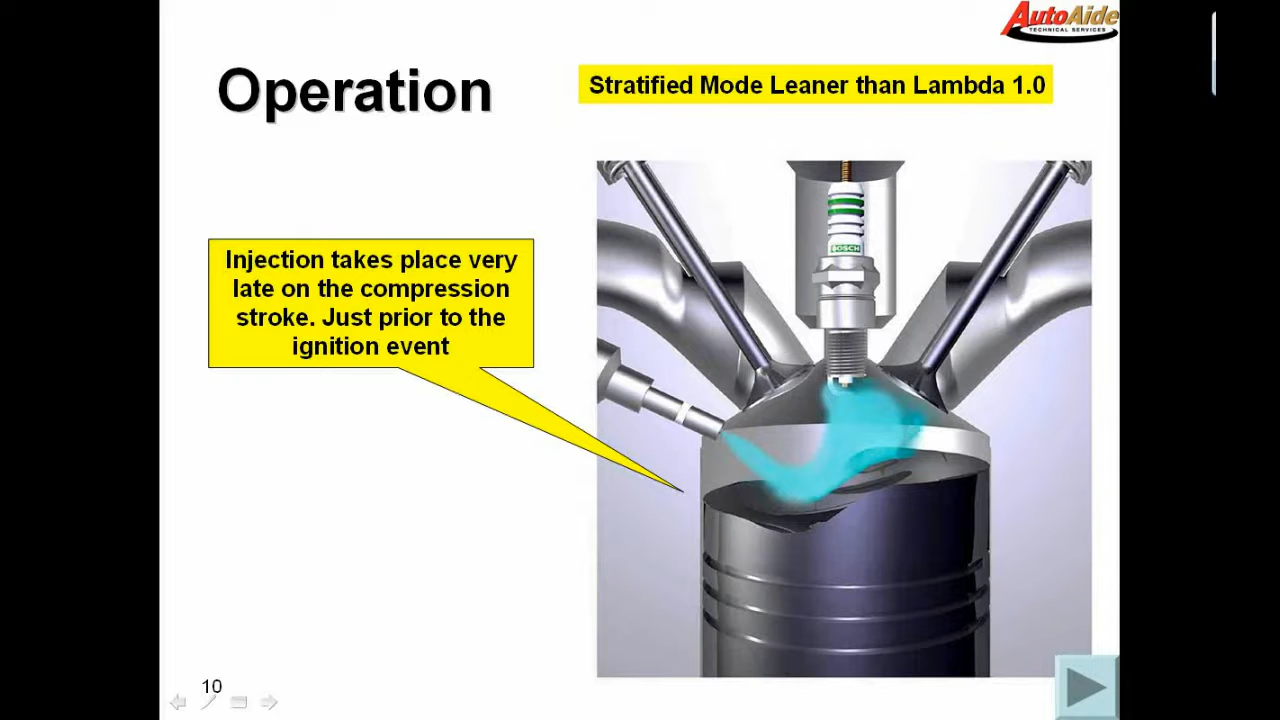 AutoAide
TECHNICAL SERVICES
Operation
Stratified Mode Leaner than Lambda 1.0
Injection takes place very
late on the compression
stroke. Just prior to the
ignition event
BOSCH
10